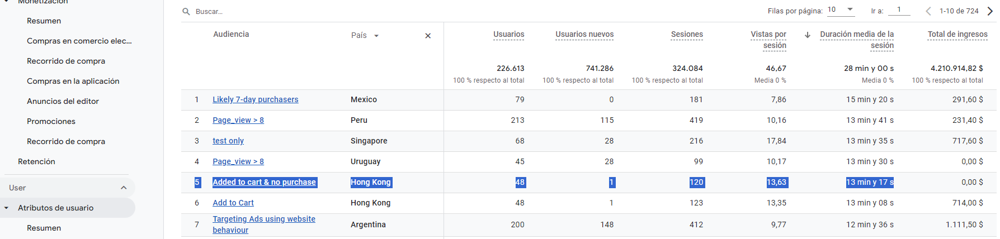 Monetización
Resumen
Compras en comercio elec...
Recorrido de compra
Compras en la aplicación
Anuncios del editor
Promociones
Recorrido de compra
Retención
User
Atributos de usuario
Resumen
Buscar...
Filas por página: 10 Ir a: 1 1-10 de 724
Audiencia País Usuarios Usuarios nuevos Sesiones Vistas por sesión Duración media de la sesión Total de ingresos
226.613 741.286 324.084 46,67 28 min y 00 s 4.210.914,82 $
100 % respecto al total 100 % respecto al total 100 % respecto al total Media 0 % Media 0 % 100 % respecto al total
1 Likely 7-day purchasers Mexico 79 0 181 7,86 15 min y 20 s 291,60 $
2 Page_view > 8 Peru 213 115 419 10,16 13 min y 41 s 231,40 $
3 test only Singapore 68 28 216 17,84 13 min y 35 s 717,60 $
4 Page_view > 8 Uruguay 45 28 99 10,17 13 min y 30 s 0,00 $
5 Added to cart & no purchase Hong Kong 48 1 120 13,63 13 min y 17 s 0,00 $
6 Add to Cart Hong Kong 48 1 123 13,35 13 min y 08 s 714,00 $
7 Targeting Ads using website behaviour Argentina 200 148 412 9,77 12 min y 36 s 1.111,50 $